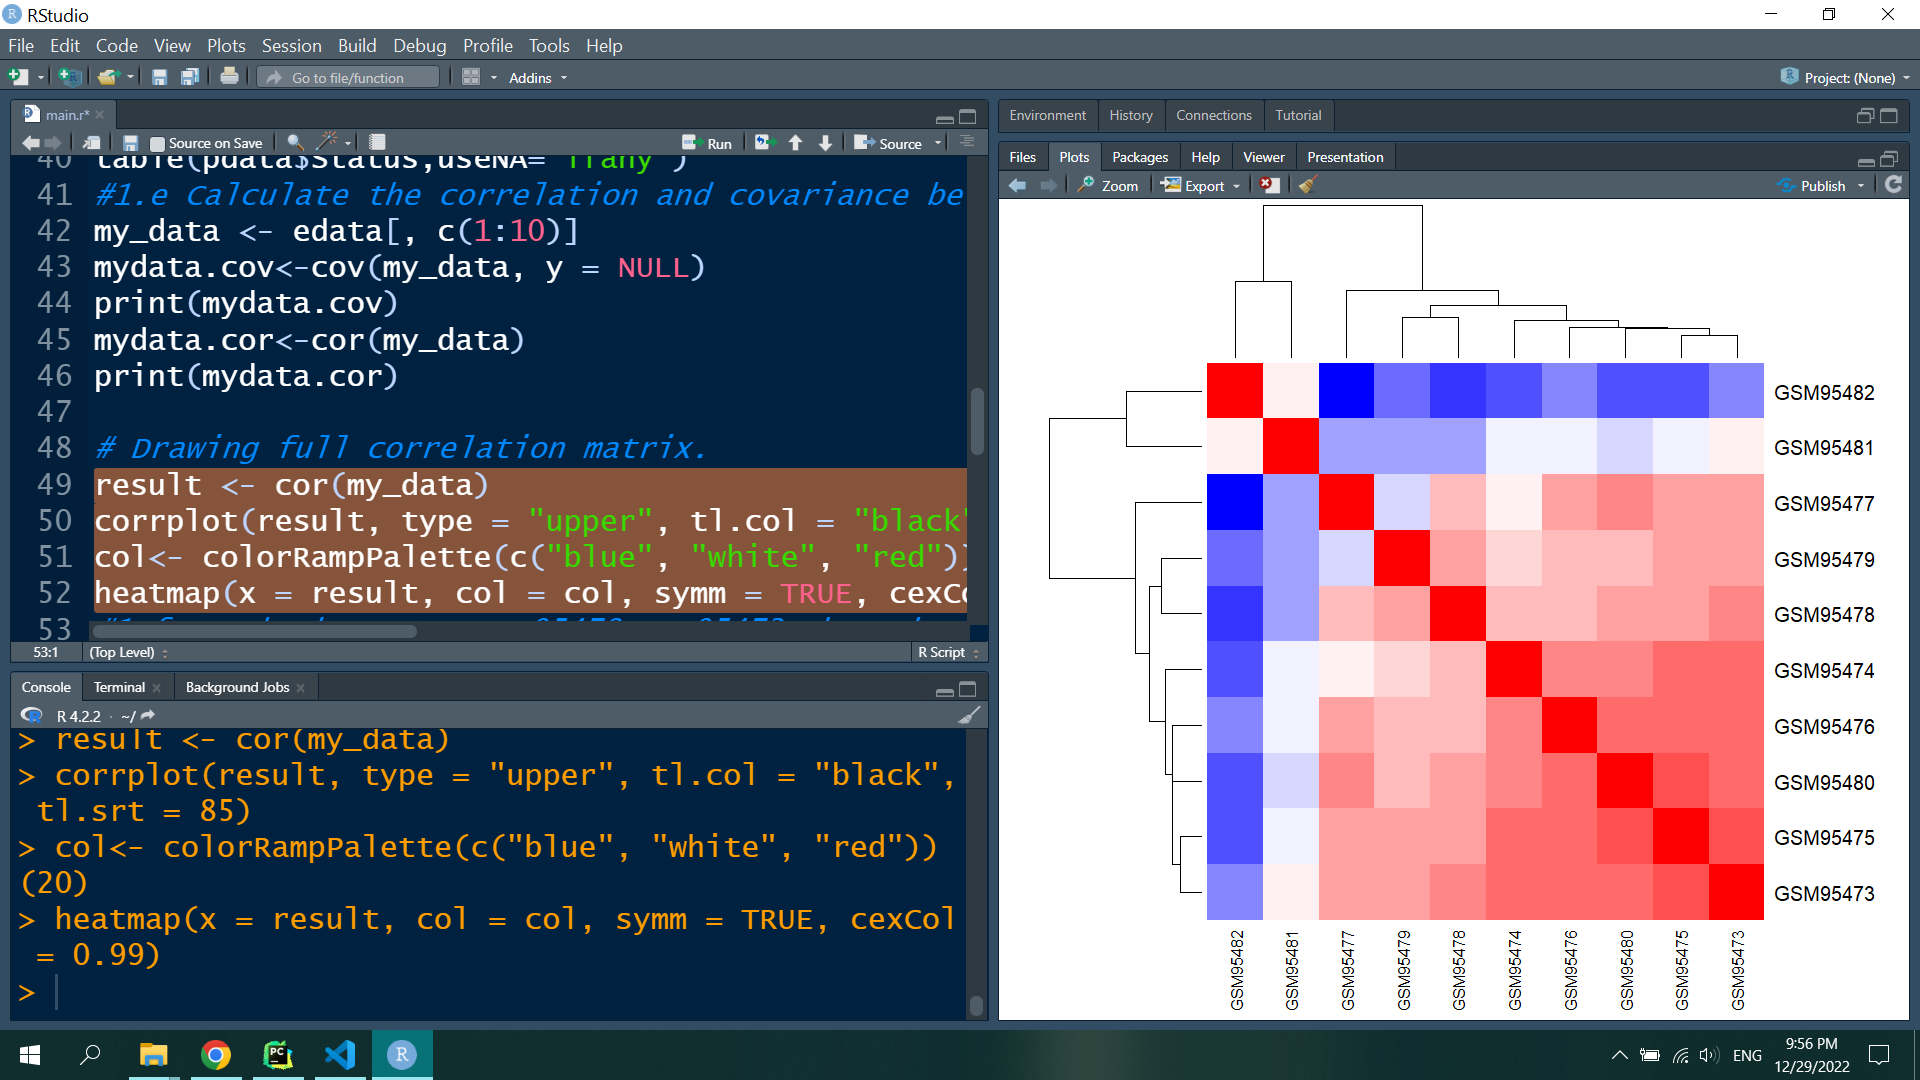 RStudio
File Edit Code View Plots Session Build Debug Profile Tools Help
Go to file/function Addins Project: (None)
main.r*
Source on Save Run Source
41 #1.e Calculate the correlation and covariance be
42 my_data <- edata[, c(1:10)]
43 mydata.cov<-cov(my_data, y = NULL)
44 print(mydata.cov)
45 mydata.cor<-cor(my_data)
46 print(mydata.cor)
47
48 # Drawing full correlation matrix.
49 result <- cor(my_data)
50 corrplot(result, type = "upper", tl.col = "black"
51 col<- colorRampPalette(c("blue", "white", "red"))
52 heatmap(x = result, col = col, symm = TRUE, cexCo
53
53:1 (Top Level) R Script
Console Terminal Background Jobs
R 4.2.2 · ~/
> result <- cor(my_data)
> corrplot(result, type = "upper", tl.col = "black",
tl.srt = 85)
> col<- colorRampPalette(c("blue", "white", "red"))
(20)
> heatmap(x = result, col = col, symm = TRUE, cexCol
= 0.99)
>
Environment History Connections Tutorial
Files Plots Packages Help Viewer Presentation
Zoom Export Publish
GSM95482
GSM95481
GSM95477
GSM95479
GSM95478
GSM95474
GSM95476
GSM95480
GSM95475
GSM95473
GSM95482 GSM95481 GSM95477 GSM95479 GSM95478 GSM95474 GSM95476 GSM95480 GSM95475 GSM95473
PC R
ENG
9:56 PM
12/29/2022